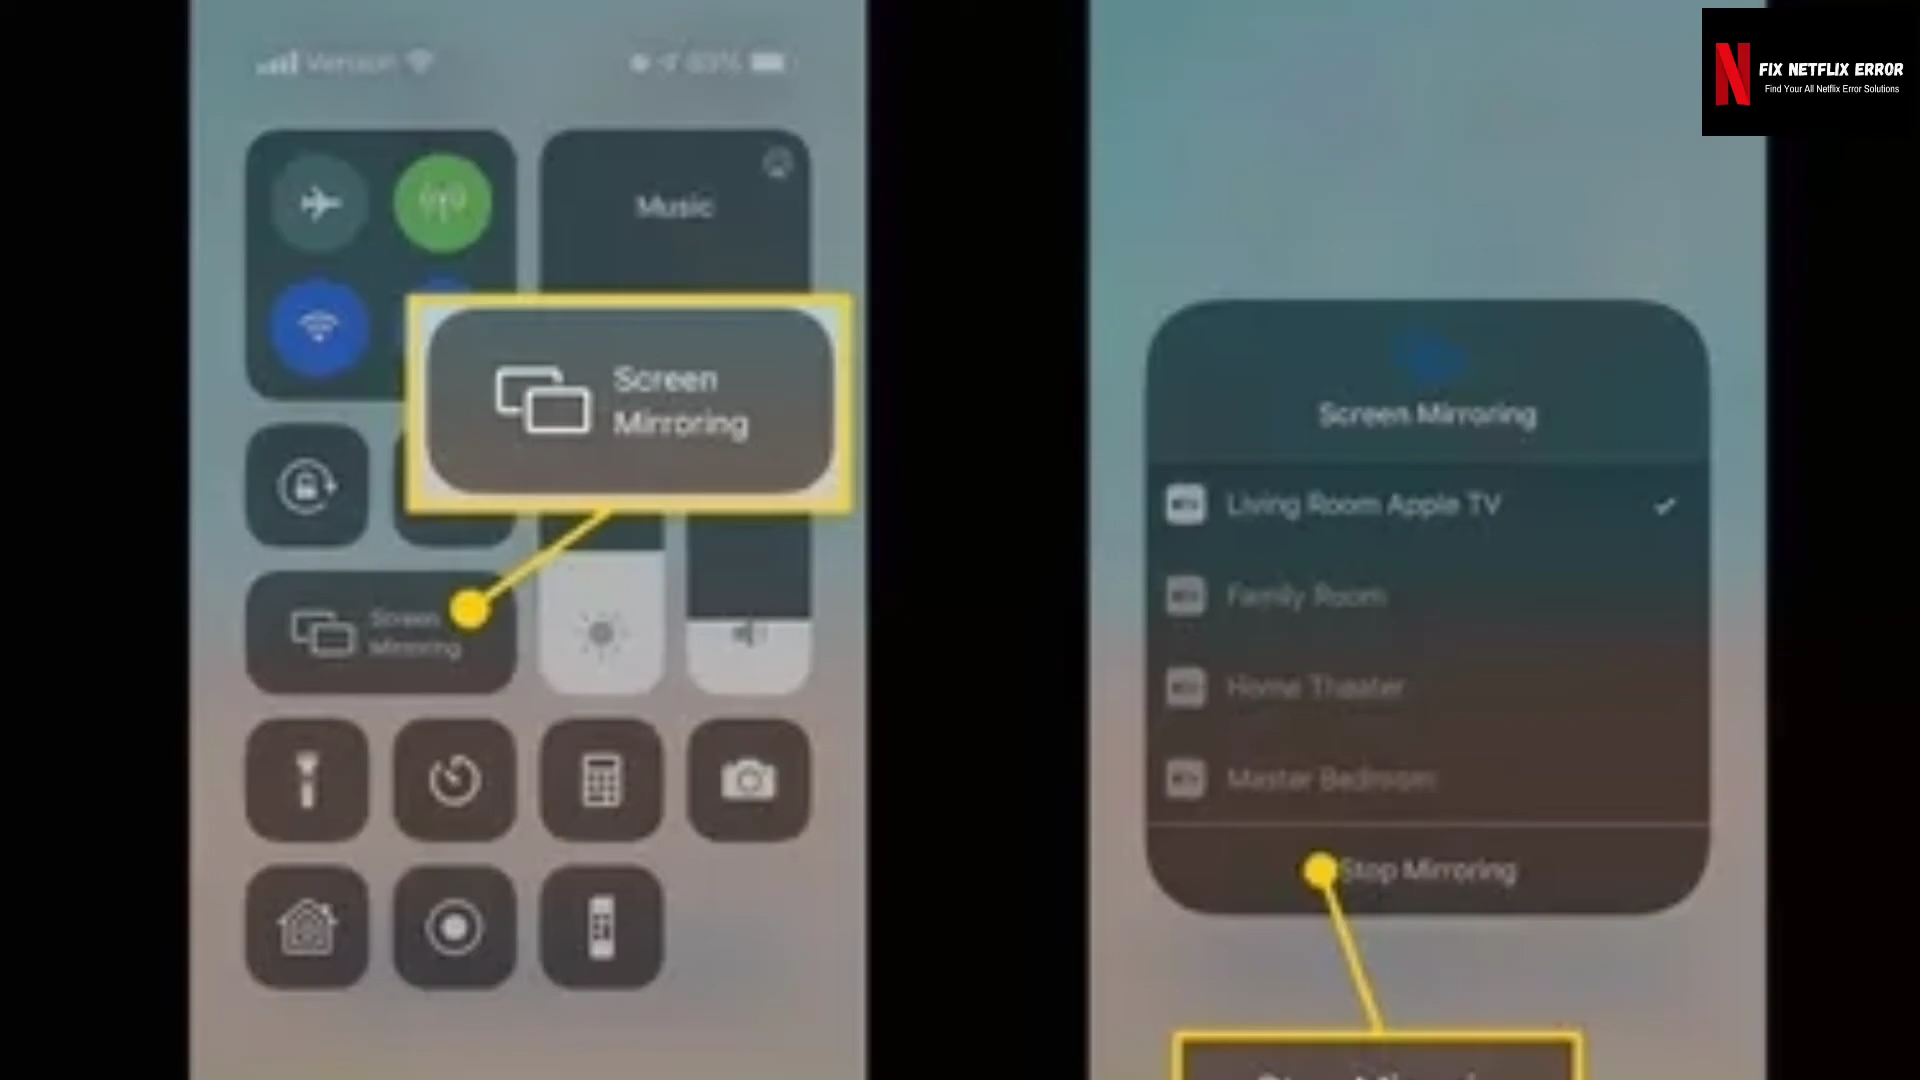 Verizon
83%
Music
Screen
Mirroring
Screen
Mirroring
FIX NETFLIX ERROR
Find Your All Netflix Error Solutions
Screen Mirroring
Living Room Apple TV
Family Room
Home Theater
Master Bedroom
Stop Mirroring